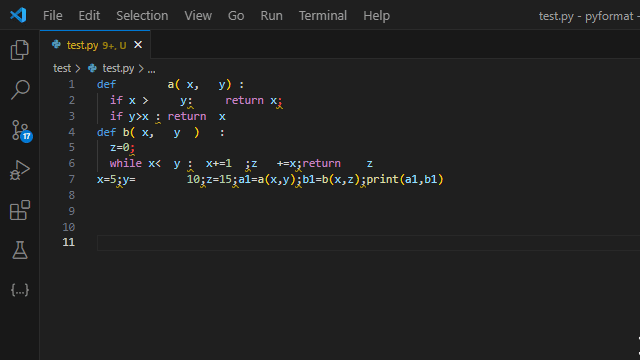 File Edit Selection View Go Run Terminal Help test.py - pyformat -
test.py 9+, U
test > test.py > ...
1 def a( x, y) :
2 if x > y: return x;
3 if y>x : return x
4 def b( x, y ) :
5 z=0;
6 while x< y : x+=1 ;z +=x;return z
7 x=5;y= 10;z=15;a1=a(x,y);b1=b(x,z);print(a1,b1)
8
9
10
11
17